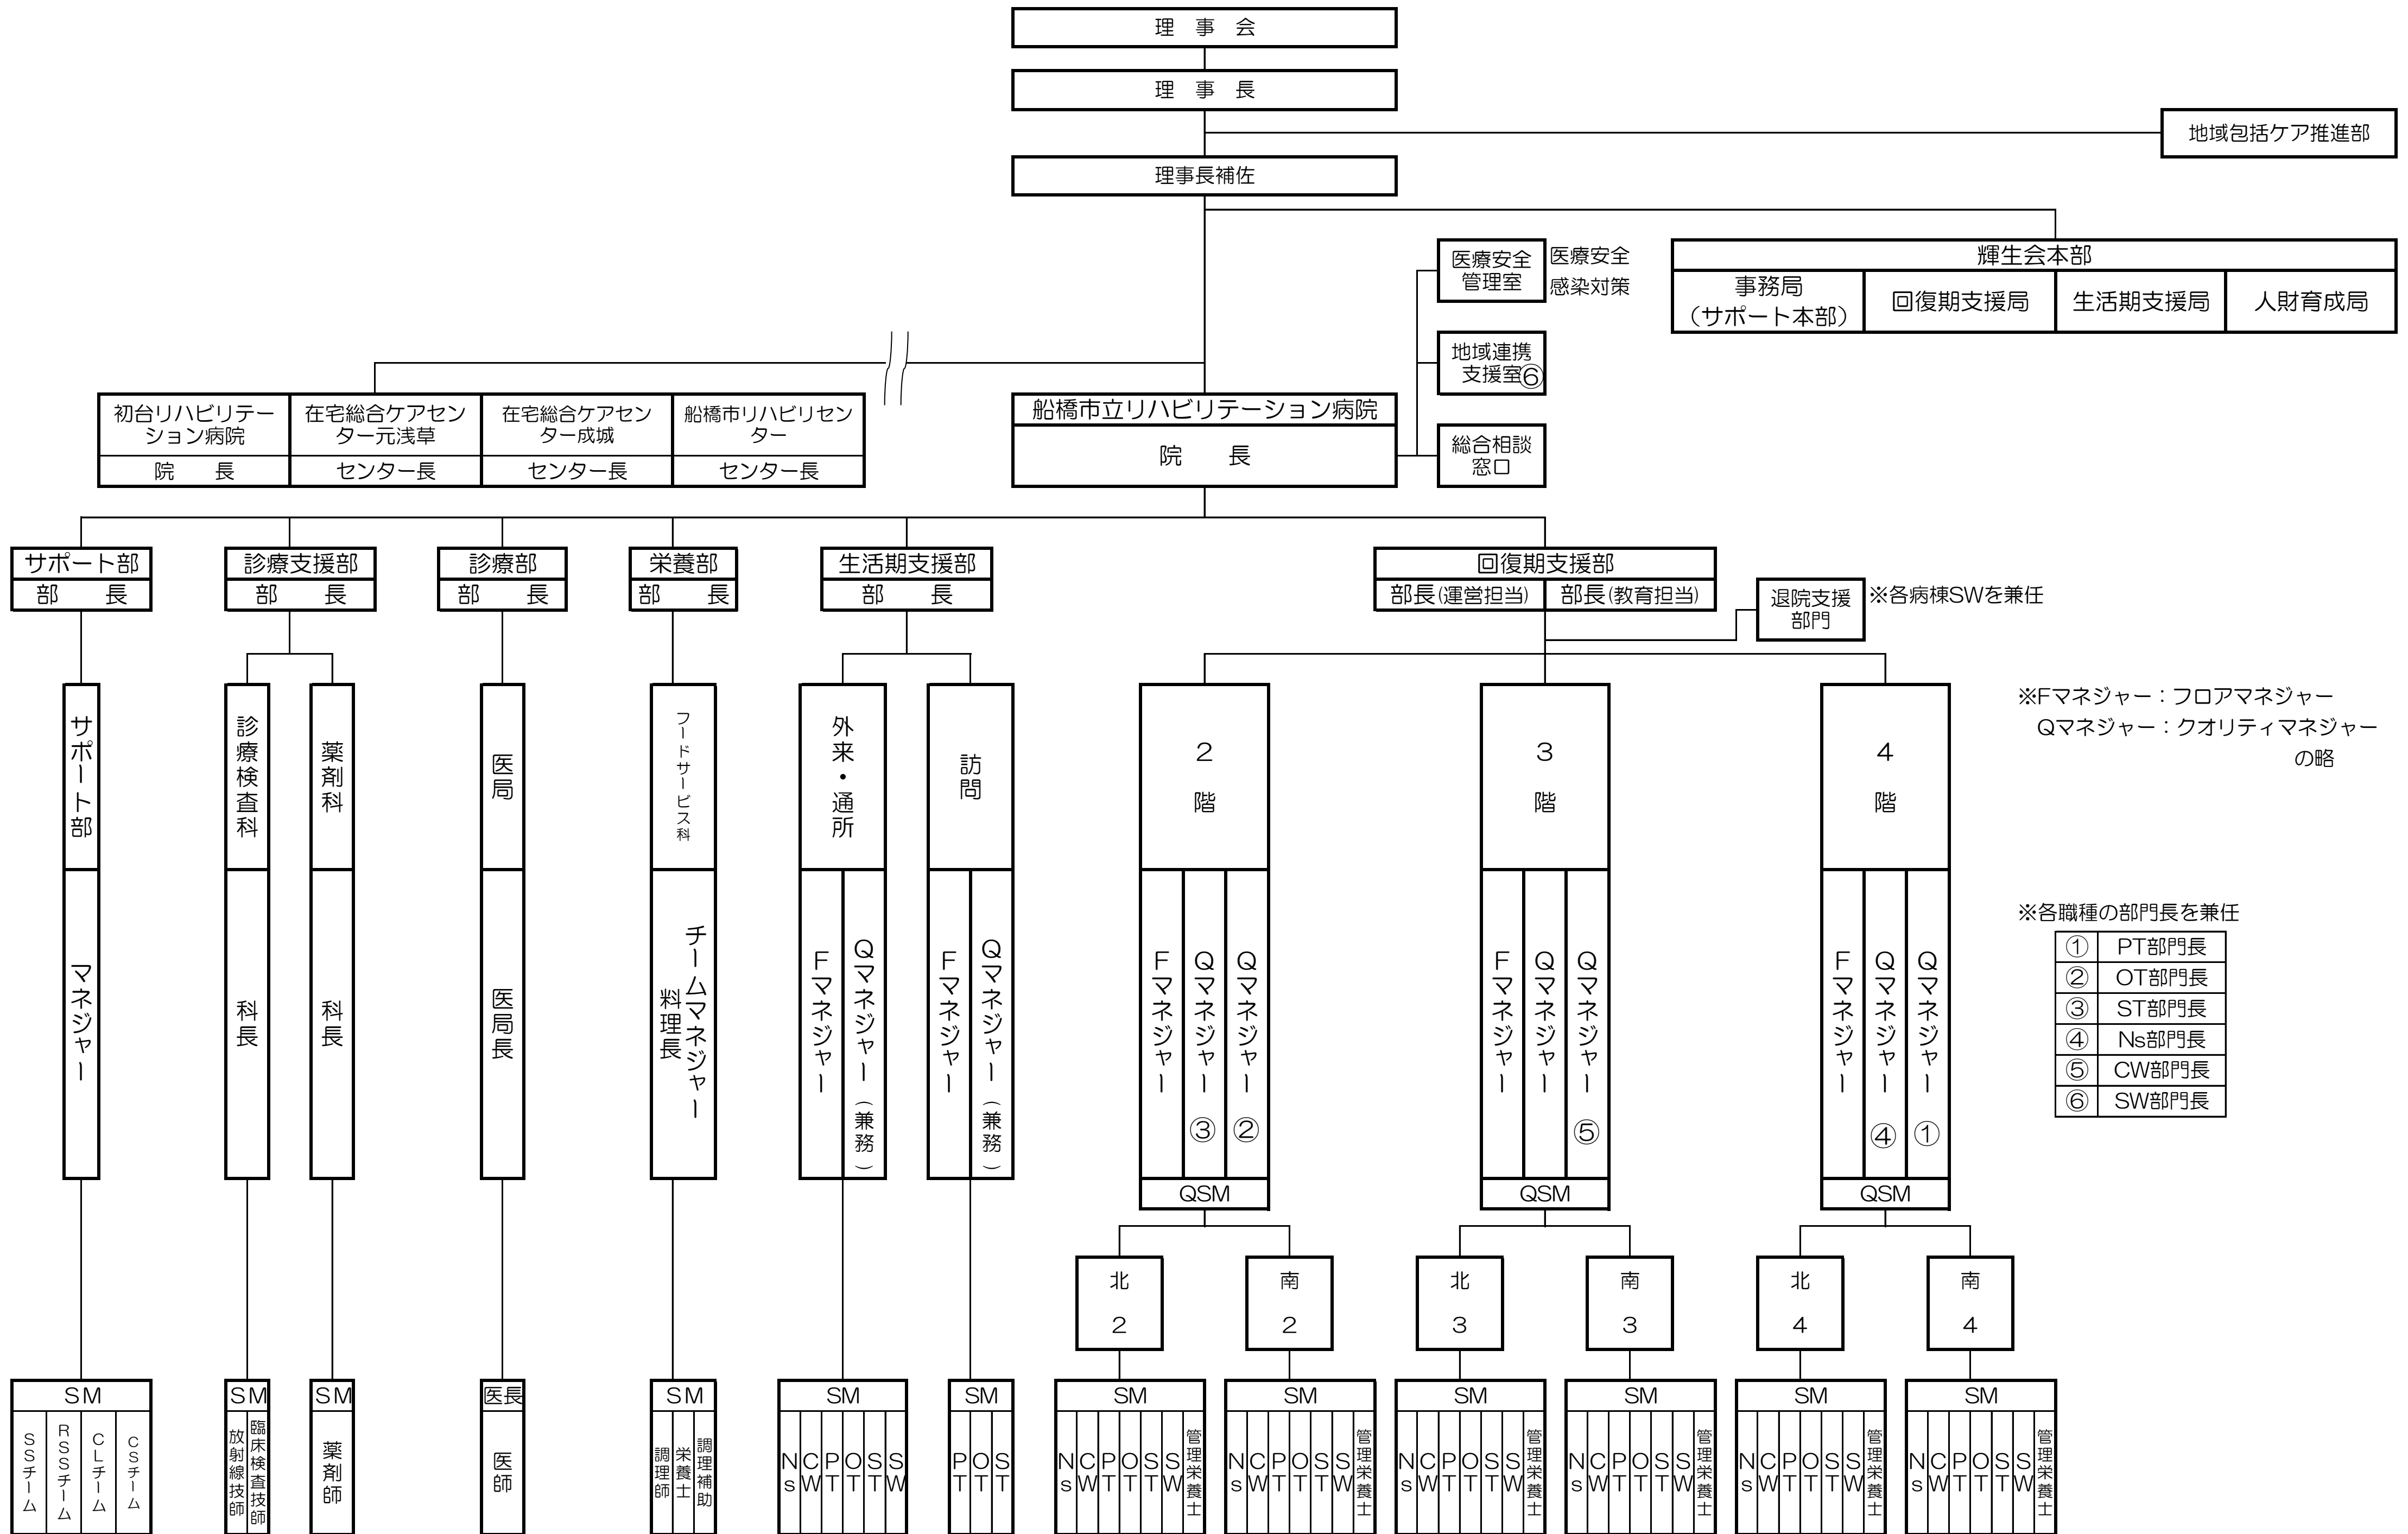 理　事　会
理　事　長
地域包括ケア推進部
理事長補佐
医療安全
管理室
医療安全
感染対策
輝生会本部
事務局
（サポート本部）
回復期支援局
生活期支援局
人財育成局
地域連携
支援室⑥
総合相談
窓口
初台リハビリテー
ション病院
院　　長
在宅総合ケアセン
ター元浅草
センター長
在宅総合ケアセン
ター成城
センター長
船橋市リハビリセン
ター
センター長
船橋市立リハビリテーション病院
院　　長
サポート部
部　　長
診療支援部
部　　長
診療部
部　　長
栄養部
部　　長
生活期支援部
部　　長
回復期支援部
部長(運営担当)
部長(教育担当)
退院支援
部門
※各病棟SWを兼任
サポート部
診療検査科
薬剤科
医局
フードサービス科
外来・通所
訪問
２階
３階
４階
※Fマネジャー：フロアマネジャー
Qマネジャー：クオリティマネジャー
の略
マネジャー
科長
科長
医局長
チームマネジャー
料理長
Fマネジャー
Qマネジャー（兼務）
Fマネジャー
Qマネジャー（兼務）
Fマネジャー
Qマネジャー ③
Qマネジャー ②
Fマネジャー
Qマネジャー
Qマネジャー ⑤
Fマネジャー
Qマネジャー ④
Qマネジャー ①
※各職種の部門長を兼任
① PT部門長
② OT部門長
③ ST部門長
④ Ns部門長
⑤ CW部門長
⑥ SW部門長
QSM
QSM
QSM
北２
南２
北３
南３
北４
南４
SM
SSチーム
RSSチーム
CLチーム
CSチーム
SM
放射線技師
臨床検査技師
SM
薬剤師
医長
医師
SM
調理師
栄養士
調理補助
SM
Ns CW PT OT ST SW
SM
PT OT ST
SM
Ns CW PT OT ST SW 管理栄養士
SM
Ns CW PT OT ST SW 管理栄養士
SM
Ns CW PT OT ST SW 管理栄養士
SM
Ns CW PT OT ST SW 管理栄養士
SM
Ns CW PT OT ST SW 管理栄養士
SM
Ns CW PT OT ST SW 管理栄養士